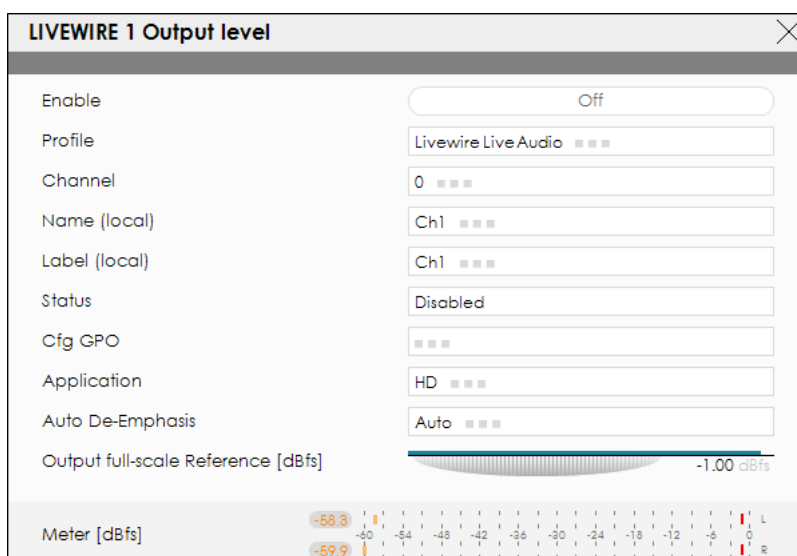 LIVEWIRE 1 Output level
Enable Off
Profile Livewire Live Audio
Channel 0
Name (local) Ch1
Label (local) Ch1
Status Disabled
Cfg GPO
Application HD
Auto De-Emphasis Auto
Output full-scale Reference [dBfs] -1.00 dBfs
-58.3 L
Meter [dBfs] -60 -54 -48 -42 -36 -30 -24 -18 -12 -6 0
-59.9 R